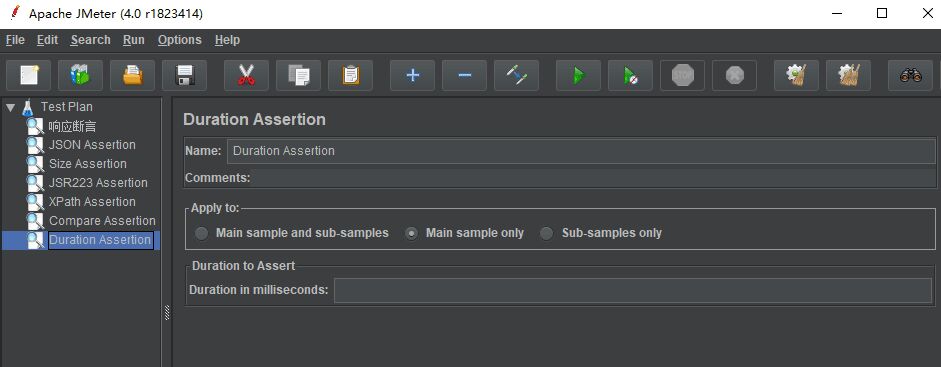 Apache JMeter (4.0 r1823414)
File Edit Search Run Options Help
STOP
Test Plan
响应断言
JSON Assertion
Size Assertion
JSR223 Assertion
XPath Assertion
Compare Assertion
Duration Assertion
Duration Assertion
Name: Duration Assertion
Comments:
Apply to:
Main sample and sub-samples Main sample only Sub-samples only
Duration to Assert
Duration in milliseconds: